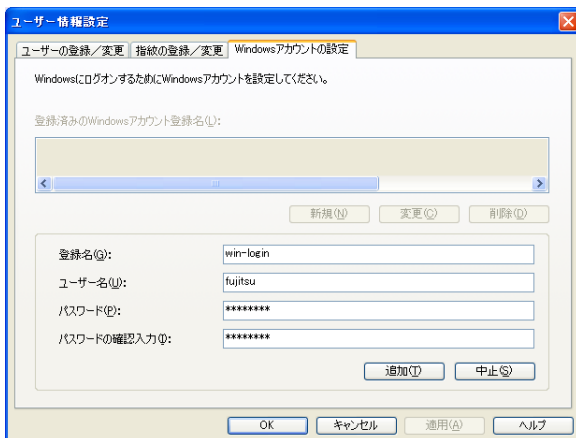 ユーザー情報設定
ユーザーの登録／変更 指紋の登録／変更 Windowsアカウントの設定
WindowsにログオンするためにWindowsアカウントを設定してください。
登録済みのWindowsアカウント登録名(L):
新規(N) 変更(C) 削除(D)
登録名(G): win-login
ユーザー名(U): fujitsu
パスワード(P): ********
パスワードの確認入力(I): ********
追加(T) 中止(S)
OK キャンセル 適用(A) ヘルプ